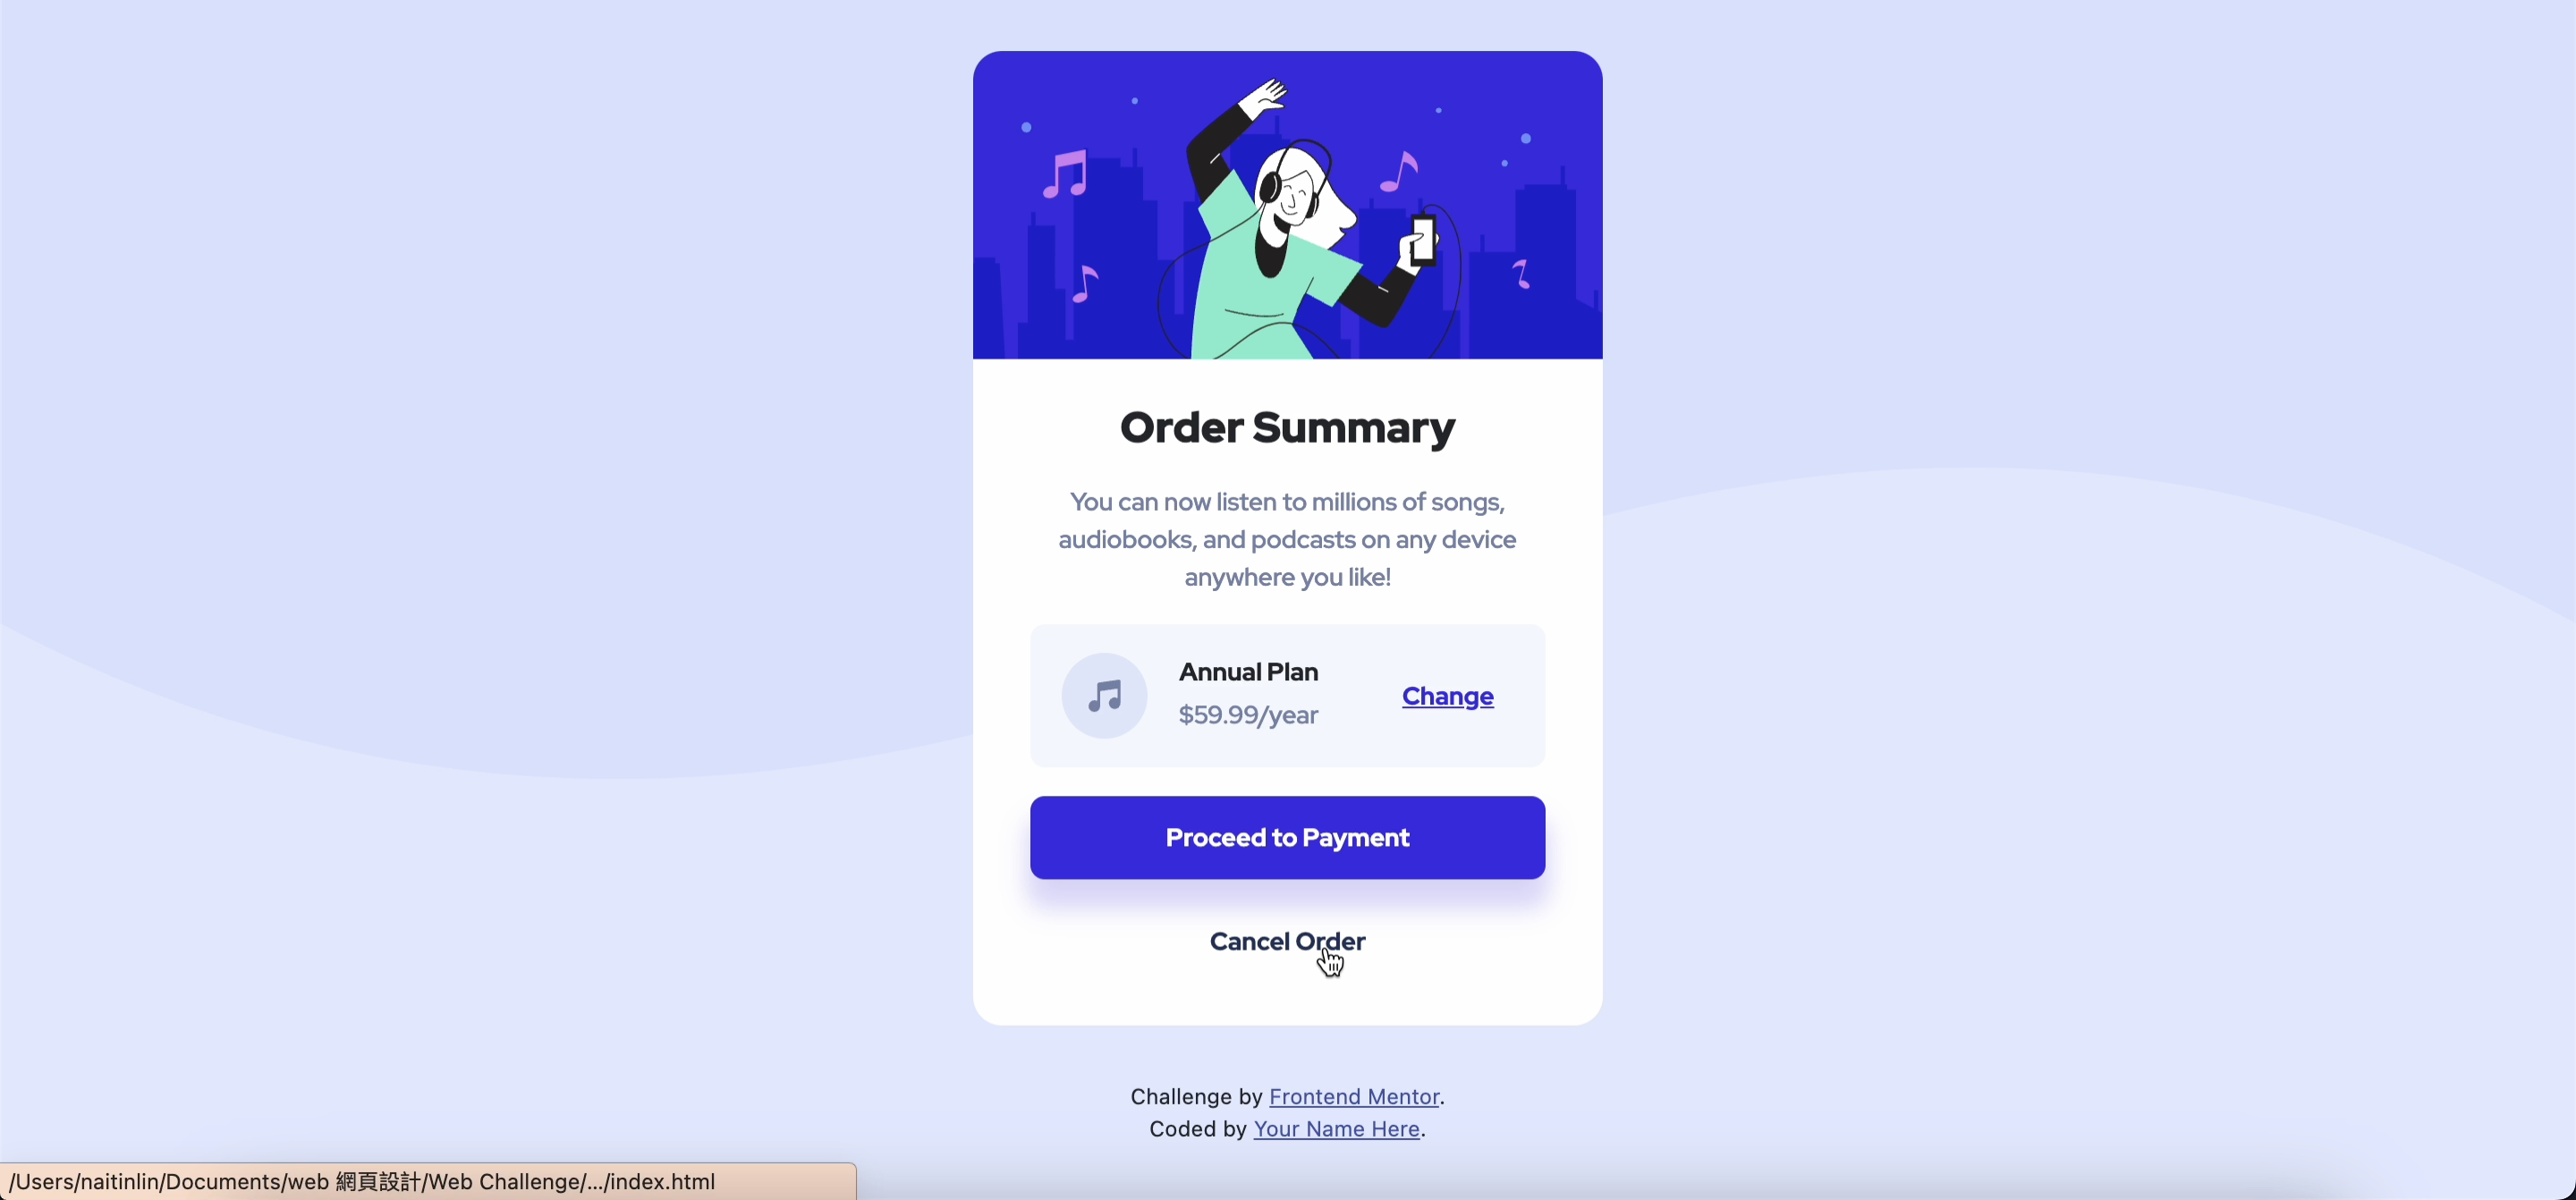 Order Summary
You can now listen to millions of songs,
audiobooks, and podcasts on any device
anywhere you like!
Annual Plan
$59.99/year
Change
Proceed to Payment
Cancel Order
Challenge by Frontend Mentor.
Coded by Your Name Here.
/Users/naitinlin/Documents/web 網頁設計/Web Challenge/.../index.html